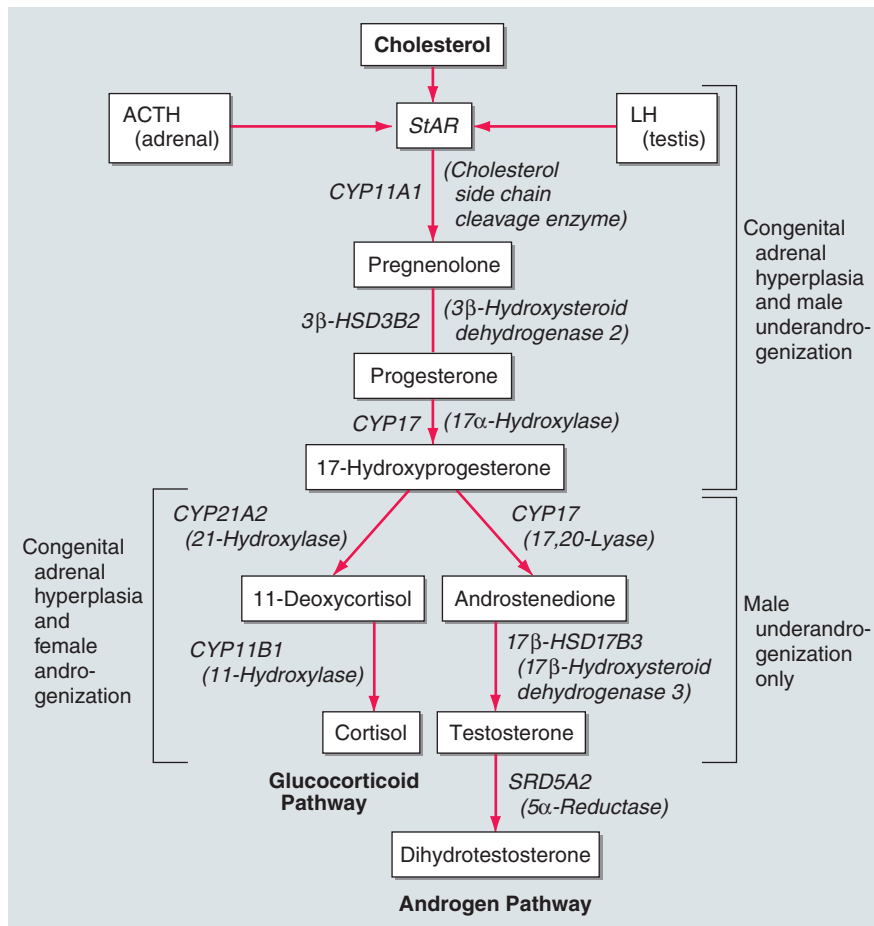 Cholesterol
ACTH
(adrenal)
StAR
LH
(testis)
CYP11A1
(Cholesterol
side chain
cleavage enzyme)
Pregnenolone
3β-HSD3B2
(3β-Hydroxysteroid
dehydrogenase 2)
Progesterone
CYP17
(17α-Hydroxylase)
17-Hydroxyprogesterone
Congenital
adrenal
hyperplasia
and male
underandro-
genization
CYP21A2
(21-Hydroxylase)
CYP17
(17,20-Lyase)
Congenital
adrenal
hyperplasia
and
female
andro-
genization
11-Deoxycortisol
Androstenedione
CYP11B1
(11-Hydroxylase)
17β-HSD17B3
(17β-Hydroxysteroid
dehydrogenase 3)
Male
underandro-
genization
only
Cortisol
Testosterone
Glucocorticoid
Pathway
SRD5A2
(5α-Reductase)
Dihydrotestosterone
Androgen Pathway